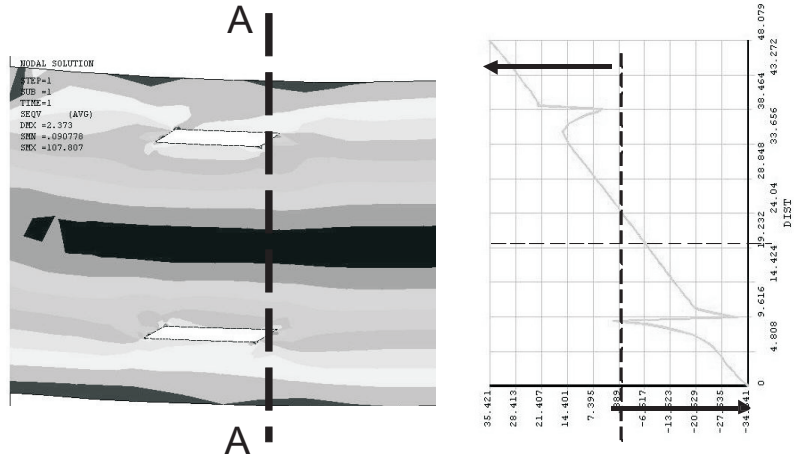 A
NODAL SOLUTION
STEP=1
SUB =1
TIME=1
SEQV (AVG)
DMX =2.373
SMN =.090778
SMX =107.807
A
48.079
43.272
38.464
33.656
28.848
24.04
19.232
14.424
9.616
4.808
0
DIST
35.421
28.413
21.407
14.401
7.395
.389
-6.617
-13.623
-20.629
-27.635
-34.641